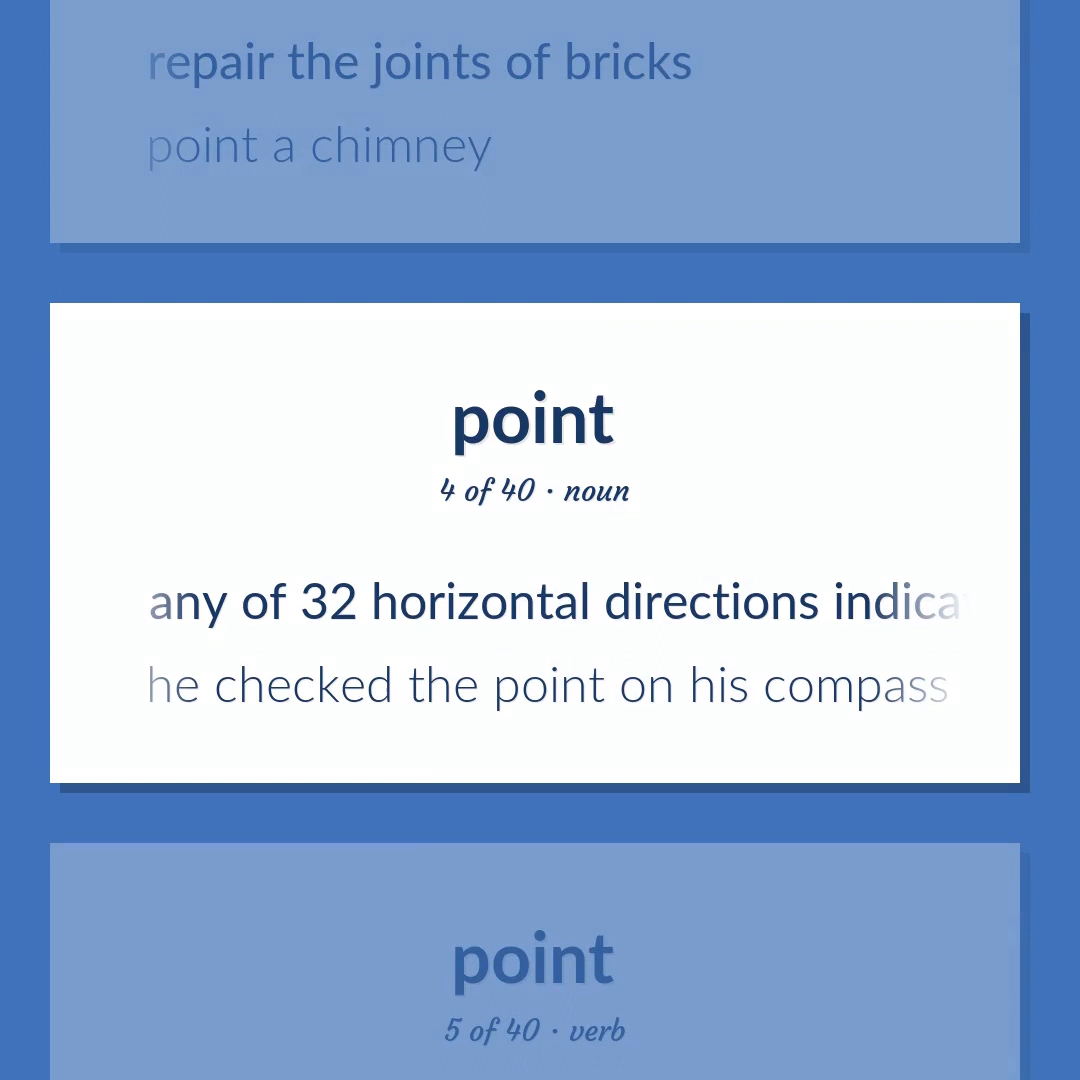 repair the joints of bricks
point a chimney
point
4 of 40 · noun
any of 32 horizontal directions
he checked the point on his compass
point
5 of 40 · verb